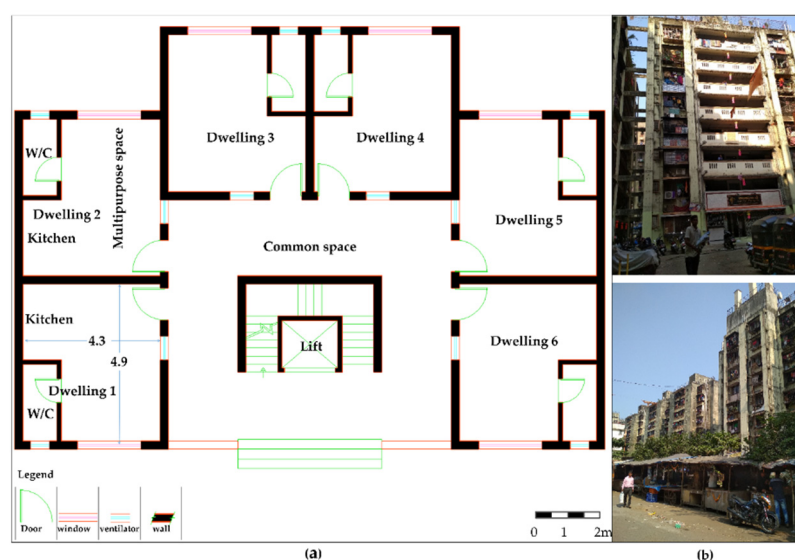 Dwelling 3
Dwelling 4
W/C
Multipurpose space
Dwelling 2
Kitchen
Dwelling 5
Common space
Kitchen
4.3
4.9
Dwelling 1
W/C
Lift
Dwelling 6
Legend
Door
window
ventilator
wall
0 1 2m
(a)
(b)